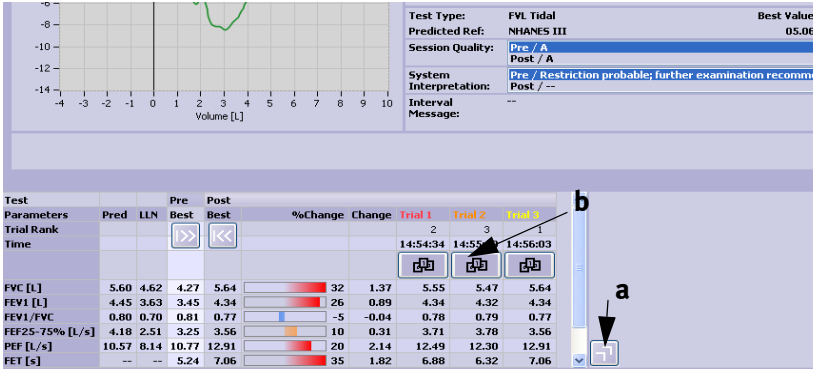 -6
-8
-10
-12
-14
-4 -3 -2 -1 0 1 2 3 4 5 6 7 8 9 10
Volume [L]
Test Type: FVL Tidal Best Value
Predicted Ref: NHANES III 05.06
Session Quality: Pre / A
Post / A
System Interpretation: Pre / Restriction probable; further examination recomm
Post / --
Interval Message: --
Test Pre Post
Parameters Pred LLN Best Best %Change Change Trial 1 Trial 2 Trial 3
Trial Rank 2 3 1
Time 14:54:34 14:55 14:56:03
b
FVC [L] 5.60 4.62 4.27 5.64 32 1.37 5.55 5.47 5.64
FEV1 [L] 4.45 3.63 3.45 4.34 26 0.89 4.34 4.32 4.34
FEV1/FVC 0.80 0.70 0.81 0.77 -5 -0.04 0.78 0.79 0.77
a
FEF25-75% [L/s] 4.18 2.51 3.25 3.56 10 0.31 3.71 3.78 3.56
PEF [L/s] 10.57 8.14 10.77 12.91 20 2.14 12.49 12.30 12.91
FET [s] -- -- 5.24 7.06 35 1.82 6.88 6.32 7.06